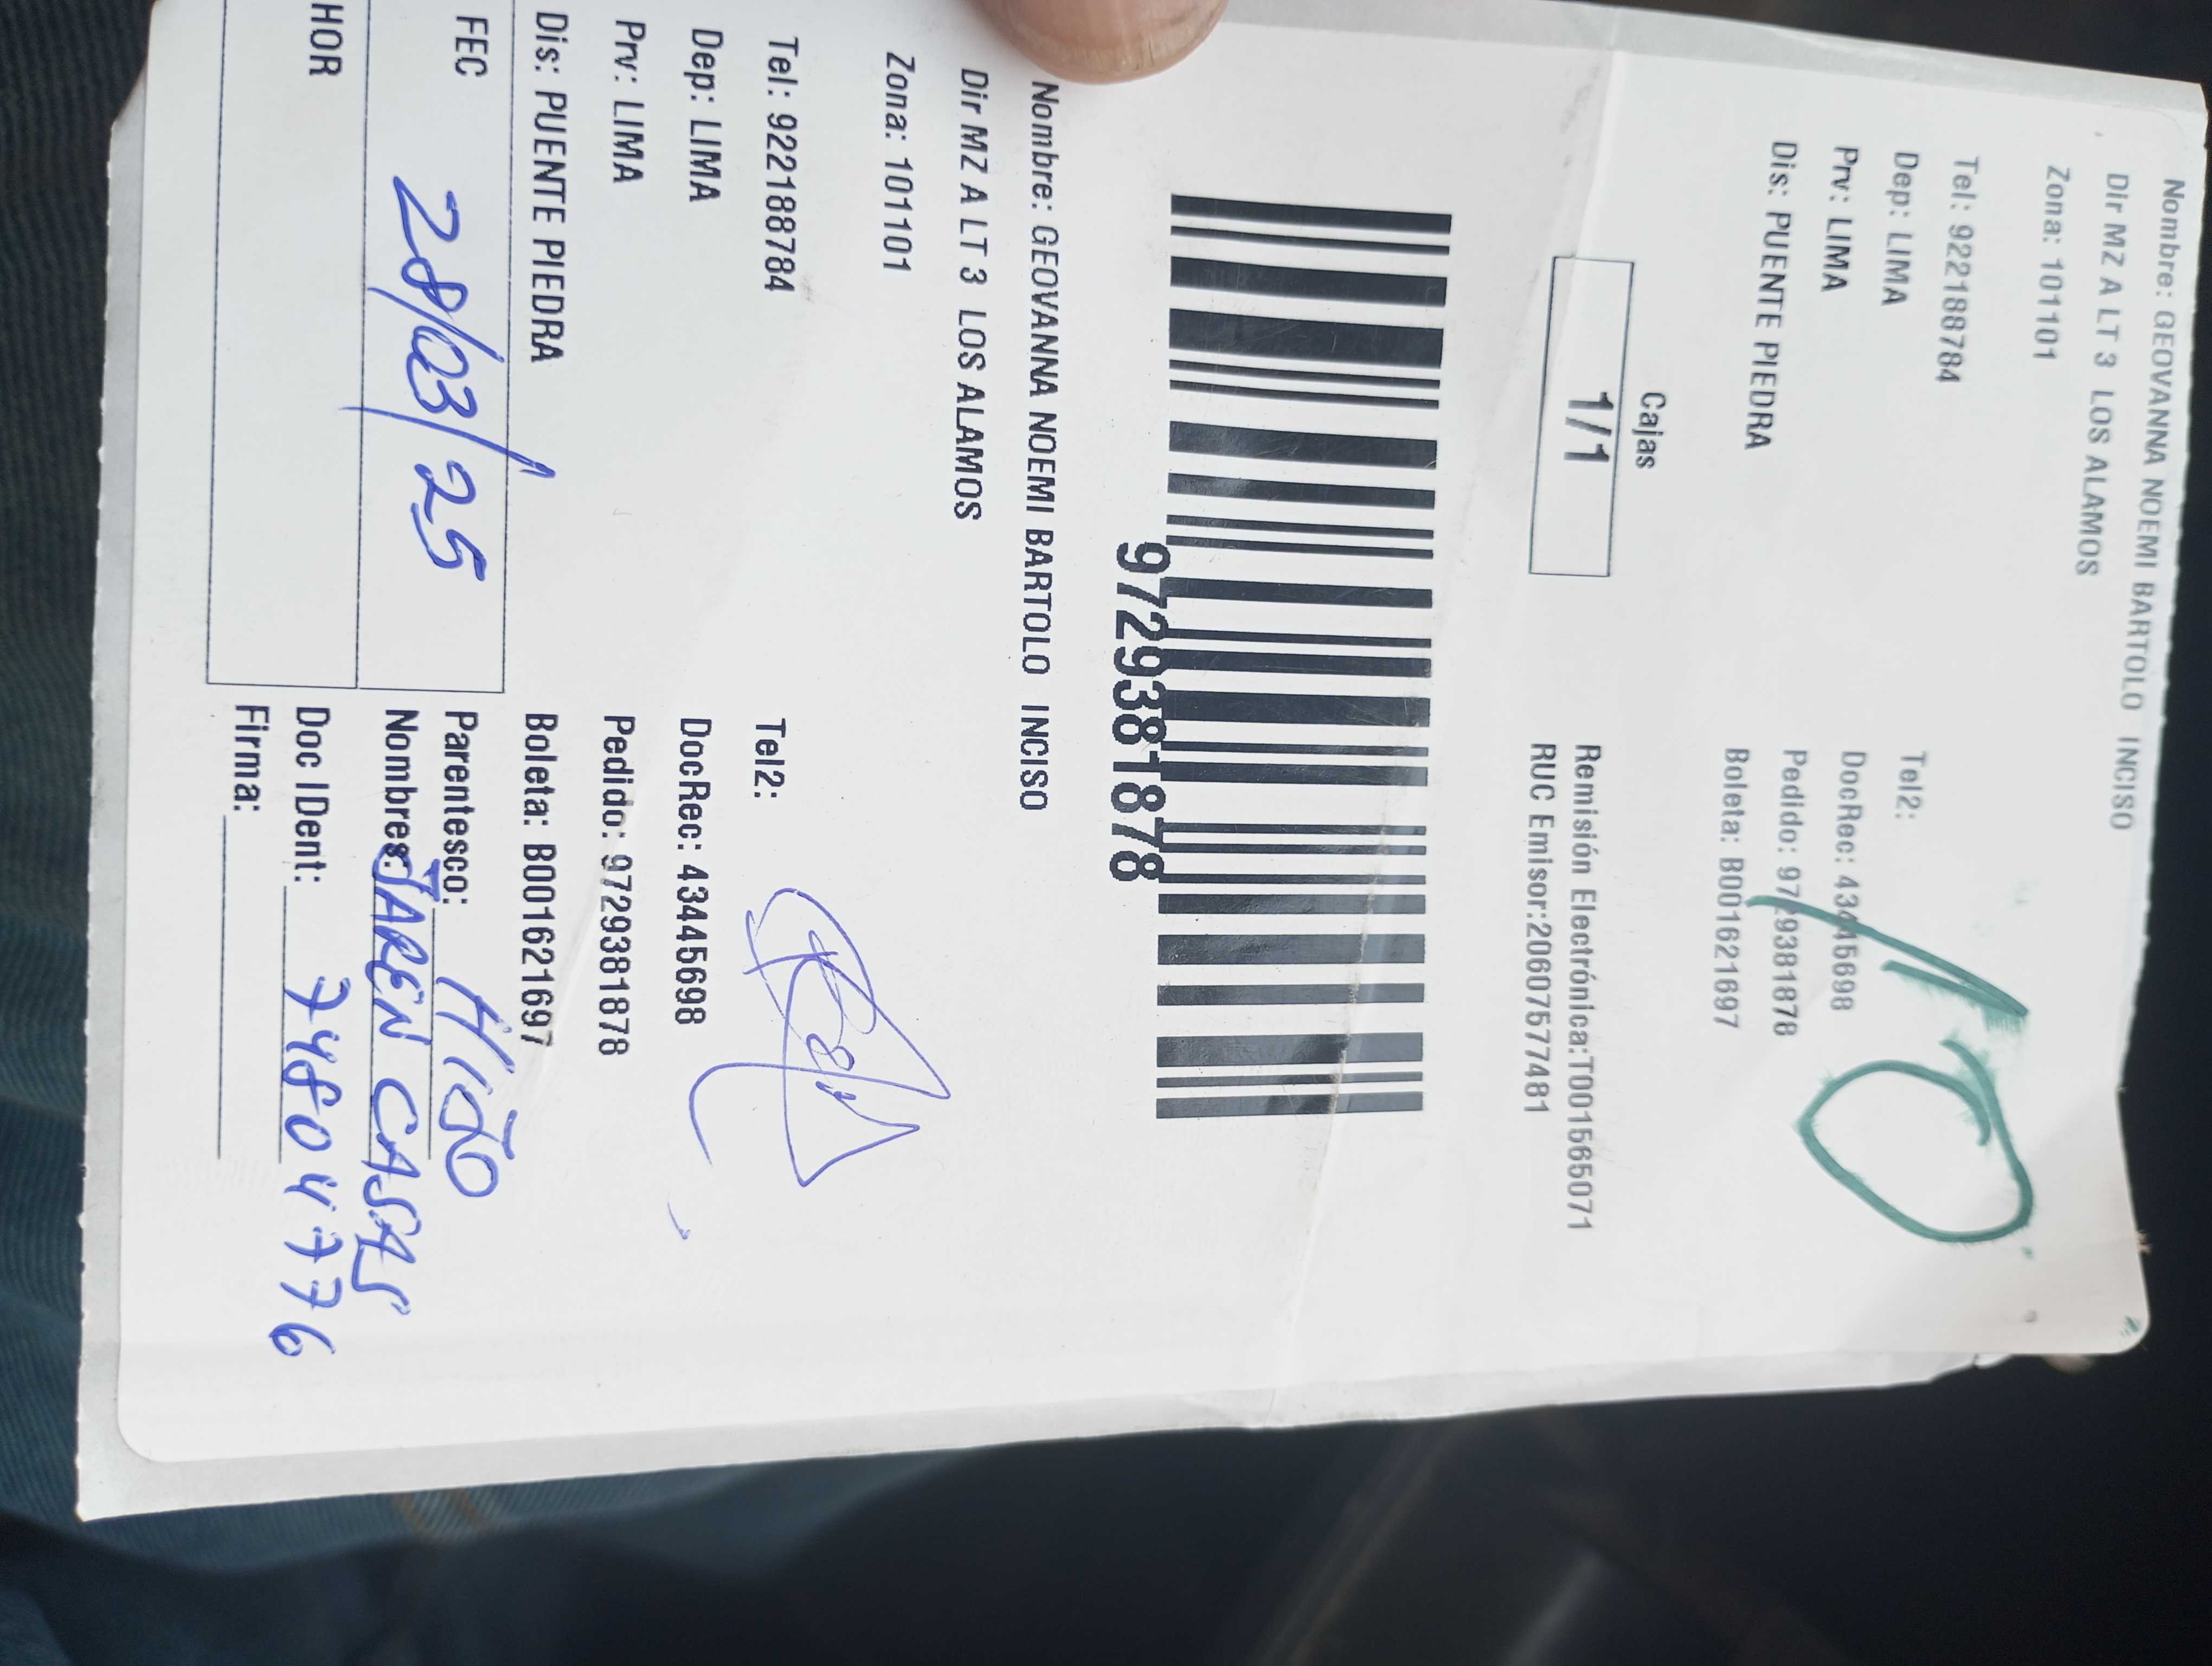 Nombre: GEOVANNA NOEMI BARTOLO INCISO
Dir MZ A LT 3 LOS ALAMOS
Zona: 101101
Tel: 922188784 Tel2:
Dep: LIMA DocRec: 43445698
Prv: LIMA Pedido: 9729381878
Dis: PUENTE PIEDRA Boleta: B001621697
10
Cajas
1/1
Remisión Electrónica:T001565071
RUC Emisor:20607577481
9729381878
Nombre: GEOVANNA NOEMI BARTOLO INCISO
Dir MZ A LT 3 LOS ALAMOS
Zona: 101101
Tel: 922188784 Tel2:
Dep: LIMA DocRec: 43445698
Prv: LIMA Pedido: 9729381878
Dis: PUENTE PIEDRA Boleta: B001621697
FEC 28/03/25 Parentesco: HIJO
Nombres: JAREN CASAS
HOR Doc IDent: 74804776
Firma: